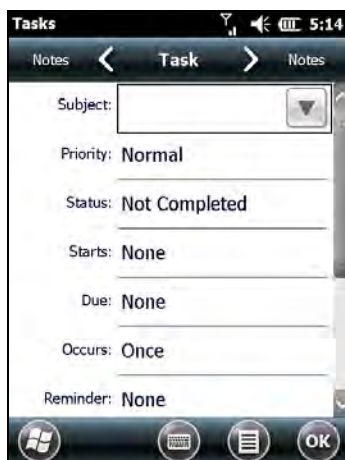 Tasks 5:14
Notes Task Notes
Subject:
Priority: Normal
Status: Not Completed
Starts: None
Due: None
Occurs: Once
Reminder: None
OK